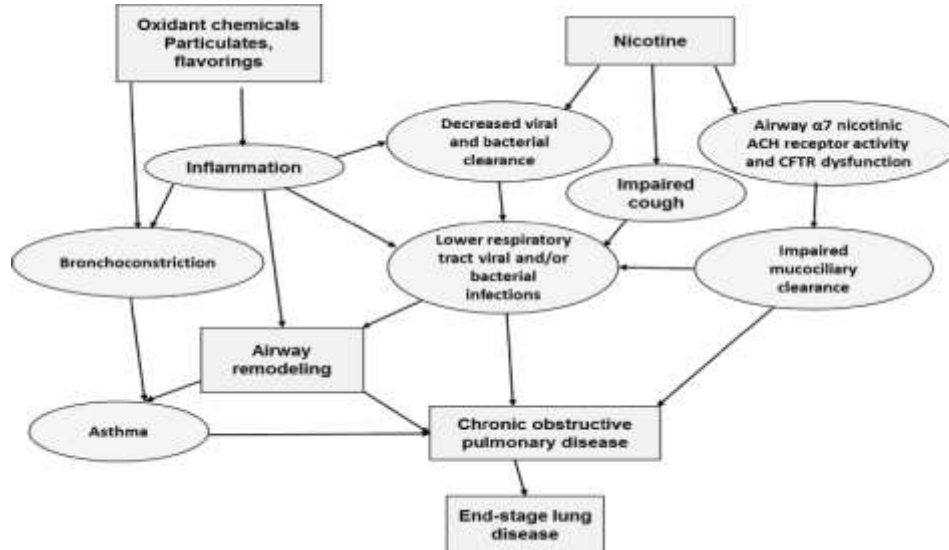 Oxidant chemicals
Particulates,
flavorings
Nicotine
Decreased viral
and bacterial
clearance
Airway α7 nicotinic
ACH receptor activity
and CFTR dysfunction
Inflammation
Impaired
cough
Bronchoconstriction
Lower respiratory
tract viral and/or
bacterial
infections
Impaired
mucociliary
clearance
Airway
remodeling
Asthma
Chronic obstructive
pulmonary disease
End-stage lung
disease